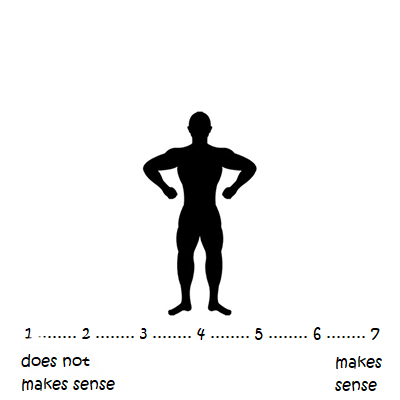 1 ........ 2 ........ 3 ........ 4 ........ 5 ........ 6 ........ 7
does not makes
makes sense sense